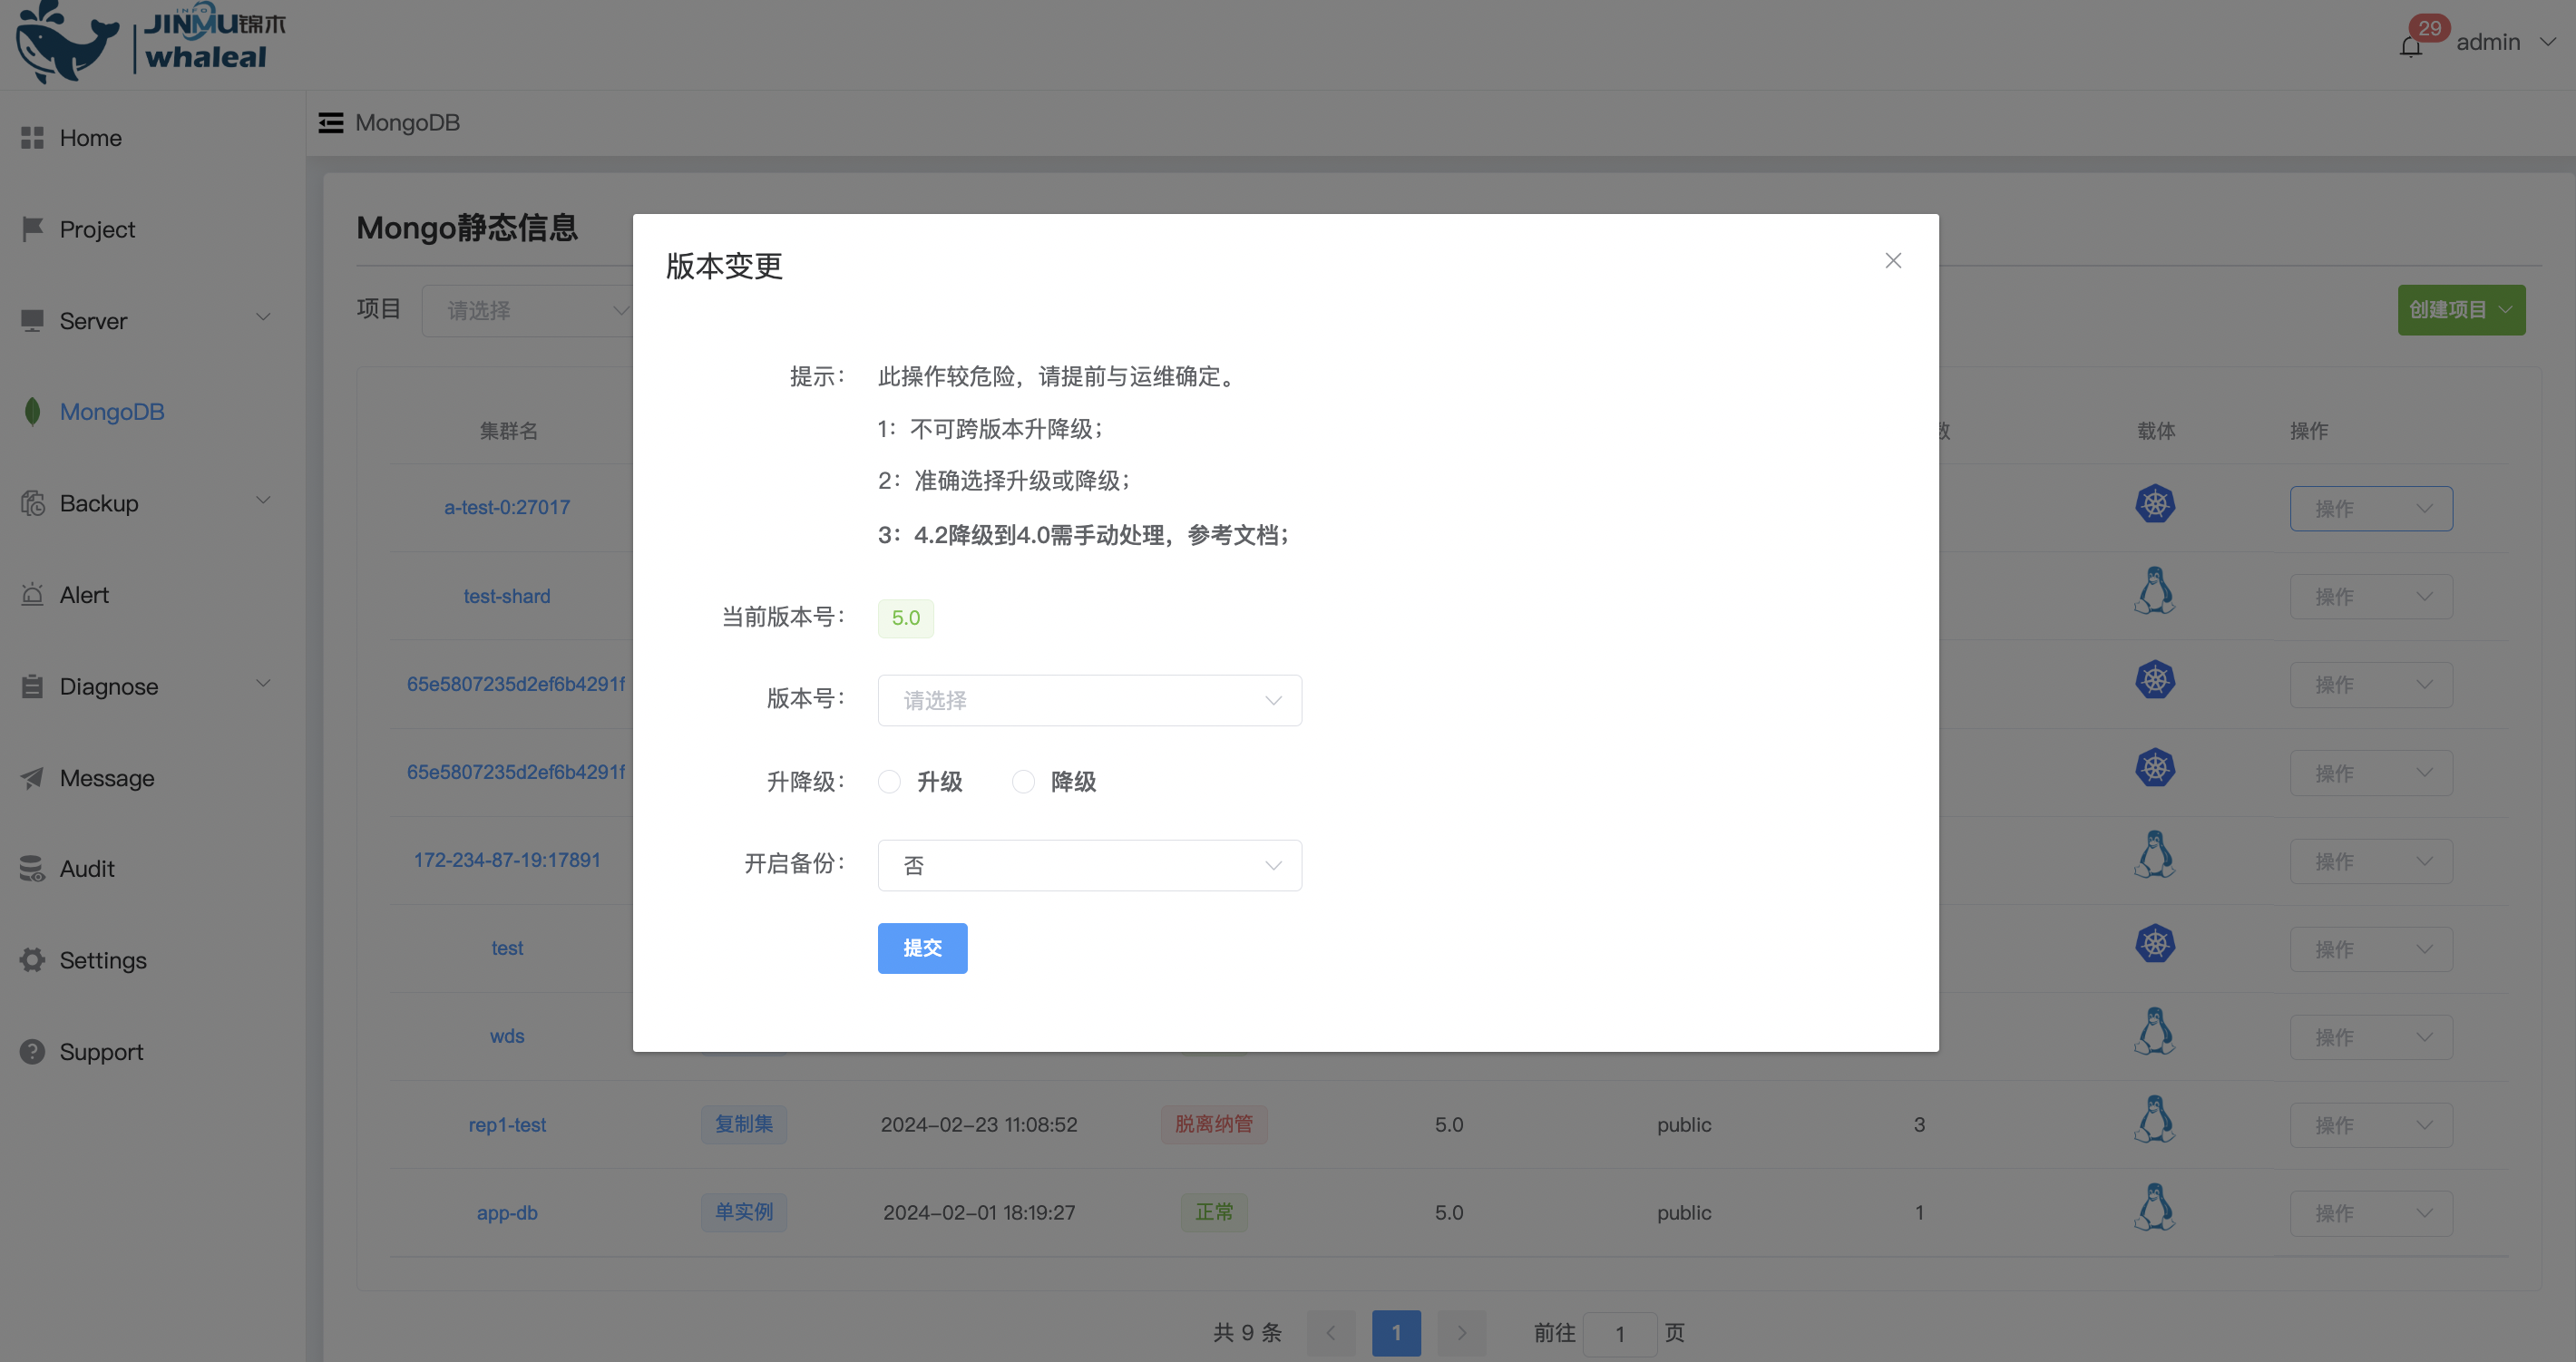 INFO
JINMU锦木
whaleal
29
admin
Home
Project
Server
MongoDB
Backup
Alert
Diagnose
Message
Audit
Settings
Support
MongoDB
Mongo静态信息
项目 请选择
创建项目
版本变更
提示： 此操作较危险，请提前与运维确定。
1：不可跨版本升降级；
2：准确选择升级或降级；
3：4.2降级到4.0需手动处理，参考文档；
当前版本号： 5.0
版本号： 请选择
升降级： 升级 降级
开启备份： 否
提交
集群名 数 载体 操作
a-test-0:27017 操作
test-shard 操作
65e5807235d2ef6b4291f 操作
65e5807235d2ef6b4291f 操作
172-234-87-19:17891 操作
test 操作
wds 操作
rep1-test 复制集 2024-02-23 11:08:52 脱离纳管 5.0 public 3 操作
app-db 单实例 2024-02-01 18:19:27 正常 5.0 public 1 操作
共 9 条 1 前往 1 页